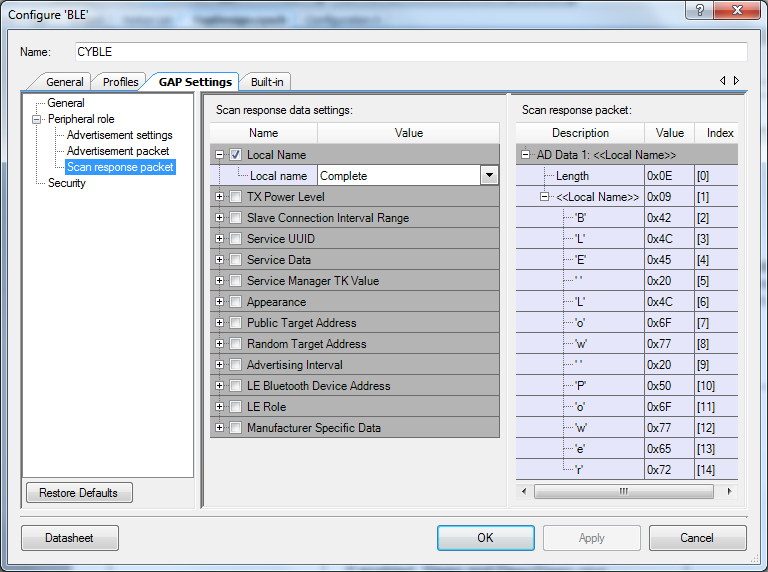 Configure 'BLE'
Name: CYBLE
General Profiles GAP Settings Built-in
General
Peripheral role
Advertisement settings
Advertisement packet
Scan response packet
Security
Restore Defaults
Scan response data settings:
Name Value
Local Name
Local name Complete
TX Power Level
Slave Connection Interval Range
Service UUID
Service Data
Service Manager TK Value
Appearance
Public Target Address
Random Target Address
Advertising Interval
LE Bluetooth Device Address
LE Role
Manufacturer Specific Data
Scan response packet:
Description Value Index
AD Data 1: <<Local Name>>
Length 0x0E [0]
<<Local Name>> 0x09 [1]
'B' 0x42 [2]
'L' 0x4C [3]
'E' 0x45 [4]
' ' 0x20 [5]
'L' 0x4C [6]
'o' 0x6F [7]
'w' 0x77 [8]
' ' 0x20 [9]
'P' 0x50 [10]
'o' 0x6F [11]
'w' 0x77 [12]
'e' 0x65 [13]
'r' 0x72 [14]
Datasheet OK Apply Cancel